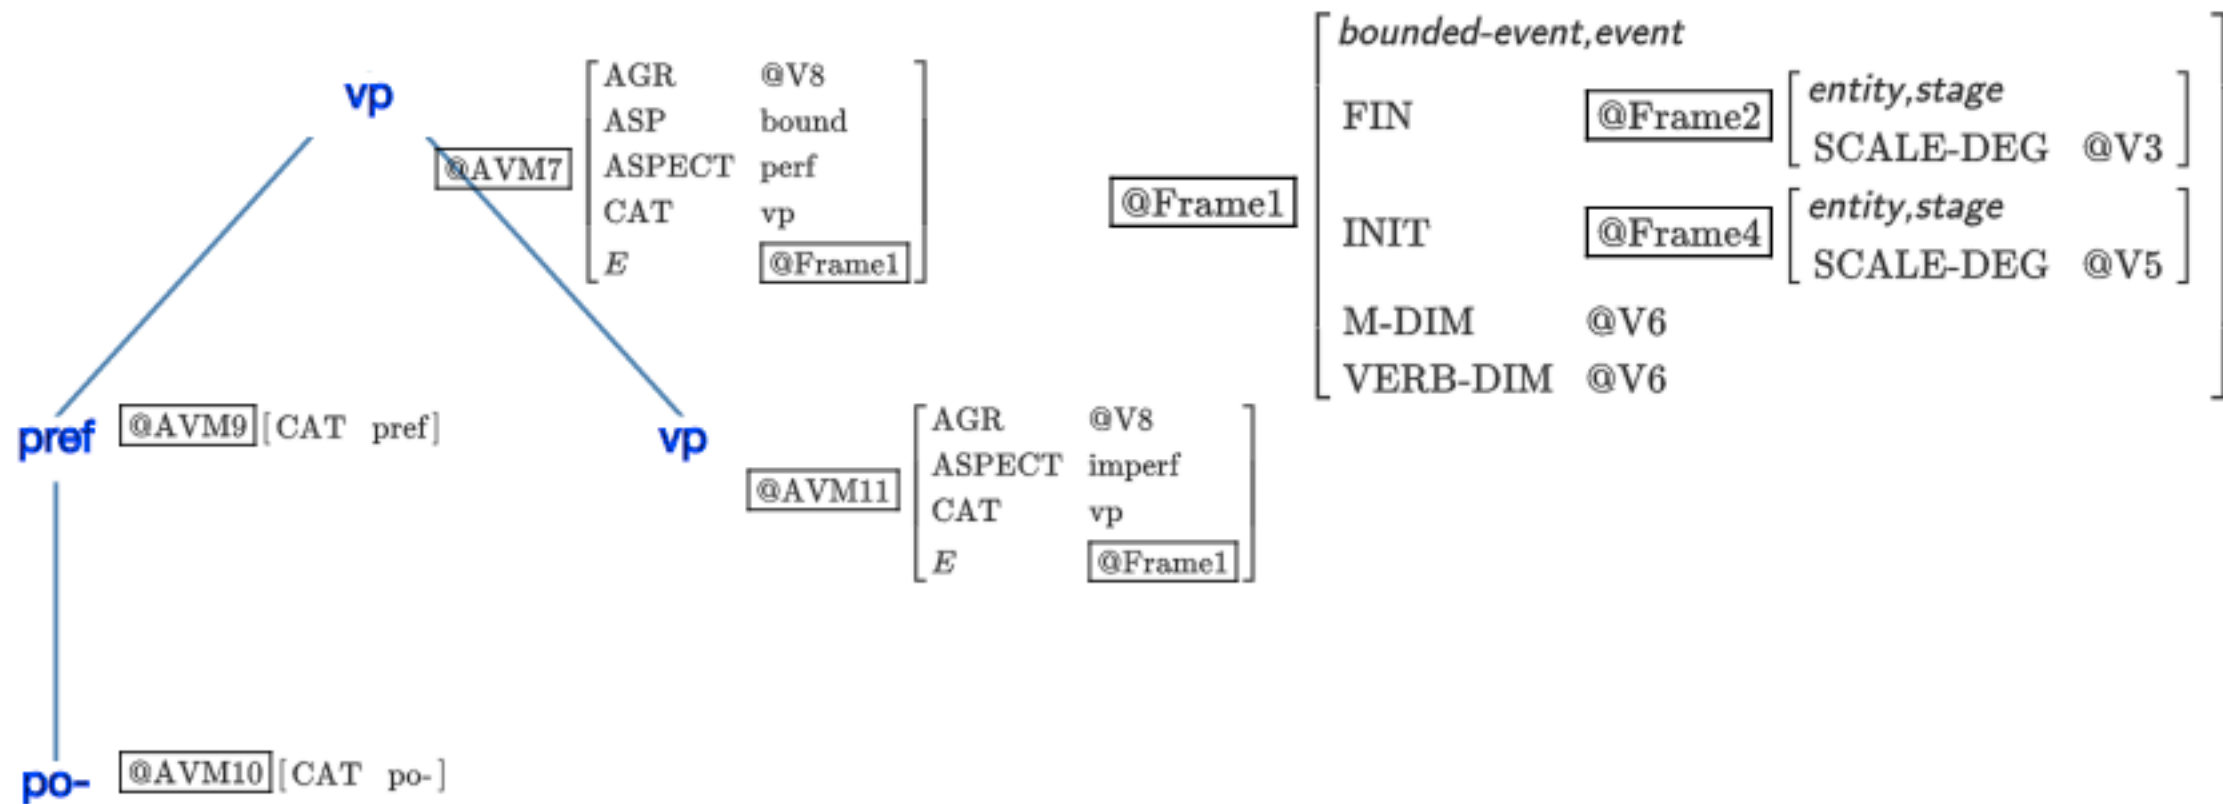 vp
@AVM7
AGR @V8
ASP bound
ASPECT perf
CAT vp
E @Frame1
@Frame1
bounded-event,event
FIN @Frame2 entity,stage
SCALE-DEG @V3
INIT @Frame4 entity,stage
SCALE-DEG @V5
M-DIM @V6
VERB-DIM @V6
pref @AVM9 [CAT pref]
vp
@AVM11
AGR @V8
ASPECT imperf
CAT vp
E @Frame1
po- @AVM10 [CAT po-]